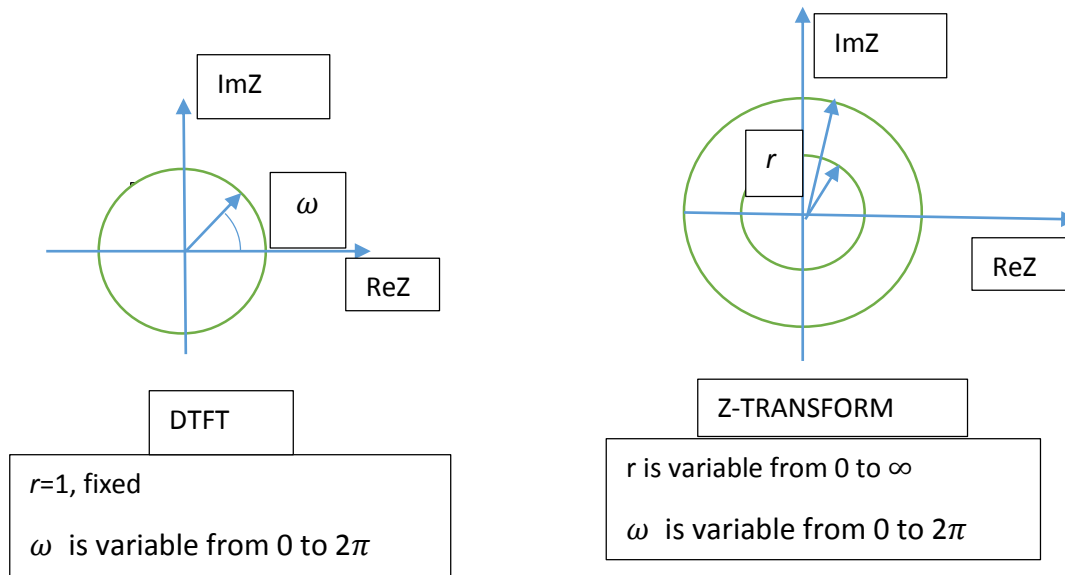 ImZ
ω
ReZ
DTFT
r=1, fixed
ω is variable from 0 to 2π
ImZ
r
ReZ
Z-TRANSFORM
r is variable from 0 to ∞
ω is variable from 0 to 2π